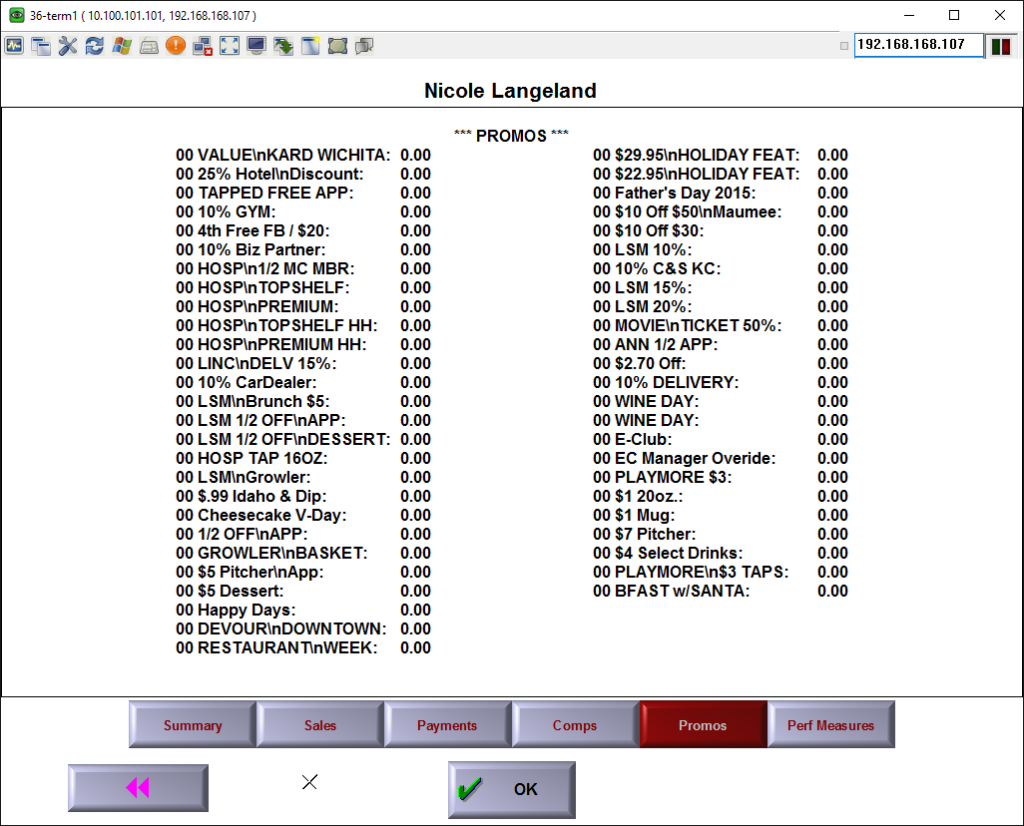 36-term1 ( 10.100.101.101, 192.168.168.107 )
192.168.168.107
Nicole Langeland
*** PROMOS ***
00 VALUE\nKARD WICHITA: 0.00
00 25% Hotel\nDiscount: 0.00
00 TAPPED FREE APP: 0.00
00 10% GYM: 0.00
00 4th Free FB / $20: 0.00
00 10% Biz Partner: 0.00
00 HOSP\n1/2 MC MBR: 0.00
00 HOSP\nTOPSHELF: 0.00
00 HOSP\nPREMIUM: 0.00
00 HOSP\nTOPSHELF HH: 0.00
00 HOSP\nPREMIUM HH: 0.00
00 LINC\nDELV 15%: 0.00
00 10% CarDealer: 0.00
00 LSM\nBrunch $5: 0.00
00 LSM 1/2 OFF\nAPP: 0.00
00 LSM 1/2 OFF\nDESSERT: 0.00
00 HOSP TAP 16OZ: 0.00
00 LSM\nGrowler: 0.00
00 $.99 Idaho & Dip: 0.00
00 Cheesecake V-Day: 0.00
00 1/2 OFF\nAPP: 0.00
00 GROWLER\nBASKET: 0.00
00 $5 Pitcher\nApp: 0.00
00 $5 Dessert: 0.00
00 Happy Days: 0.00
00 DEVOUR\nDOWNTOWN: 0.00
00 RESTAURANT\nWEEK: 0.00
00 $29.95\nHOLIDAY FEAT: 0.00
00 $22.95\nHOLIDAY FEAT: 0.00
00 Father's Day 2015: 0.00
00 $10 Off $50\nMaumee: 0.00
00 $10 Off $30: 0.00
00 LSM 10%: 0.00
00 10% C&S KC: 0.00
00 LSM 15%: 0.00
00 LSM 20%: 0.00
00 MOVIE\nTICKET 50%: 0.00
00 ANN 1/2 APP: 0.00
00 $2.70 Off: 0.00
00 10% DELIVERY: 0.00
00 WINE DAY: 0.00
00 WINE DAY: 0.00
00 E-Club: 0.00
00 EC Manager Overide: 0.00
00 PLAYMORE $3: 0.00
00 $1 20oz.: 0.00
00 $1 Mug: 0.00
00 $7 Pitcher: 0.00
00 $4 Select Drinks: 0.00
00 PLAYMORE\n$3 TAPS: 0.00
00 BFAST w/SANTA: 0.00
Summary
Sales
Payments
Comps
Promos
Perf Measures
OK